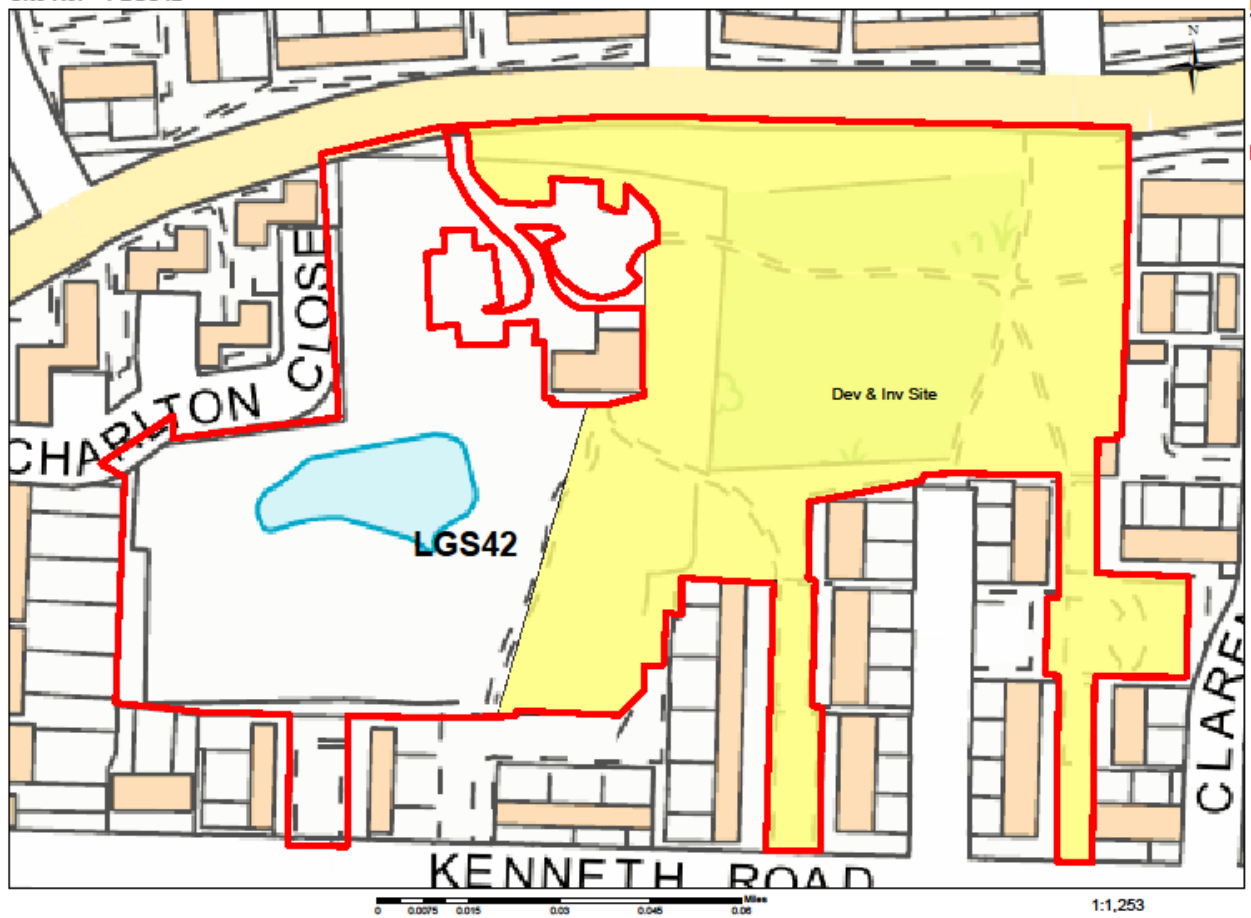 N
CHARLTON CLOSE
Dev & Inv Site
LGS42
CLAREM
KENNETH ROAD
Miles
0 0.0075 0.015 0.03 0.045 0.06
1:1,253